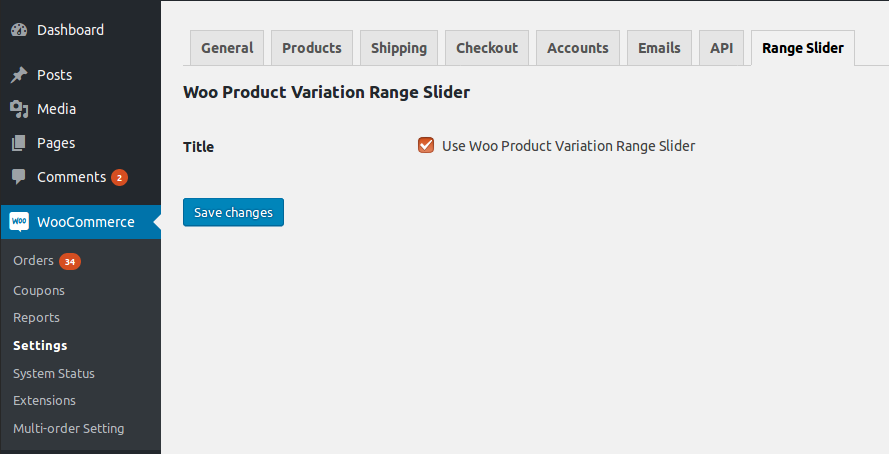 Dashboard
Posts
Media
Pages
Comments 2
woo WooCommerce
Orders 34
Coupons
Reports
Settings
System Status
Extensions
Multi-order Setting
General Products Shipping Checkout Accounts Emails API Range Slider
Woo Product Variation Range Slider
Title Use Woo Product Variation Range Slider
Save changes